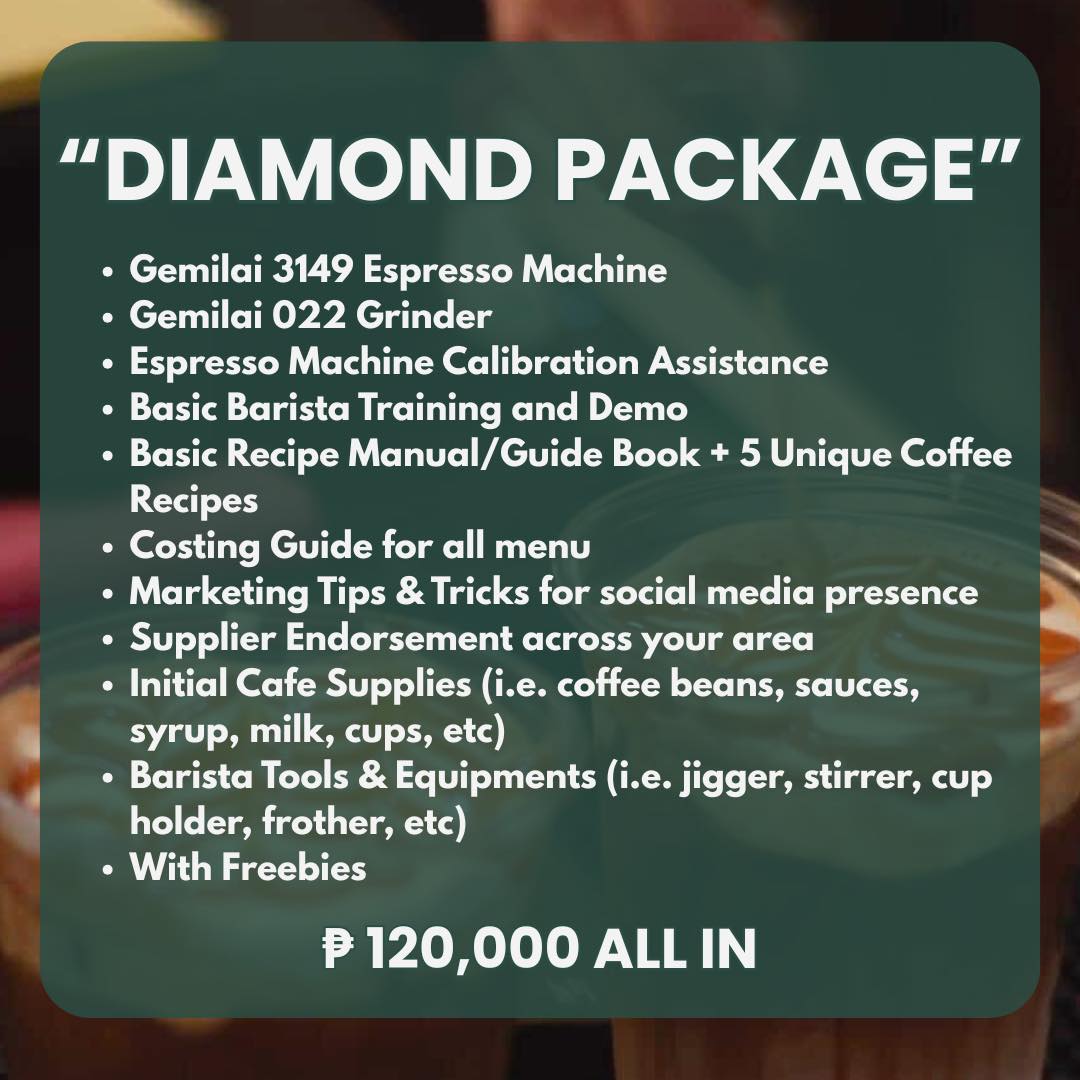 “DIAMOND PACKAGE”
• Gemilai 3149 Espresso Machine
• Gemilai 022 Grinder
• Espresso Machine Calibration Assistance
• Basic Barista Training and Demo
• Basic Recipe Manual/Guide Book + 5 Unique Coffee
Recipes
• Costing Guide for all menu
• Marketing Tips & Tricks for social media presence
• Supplier Endorsement across your area
• Initial Cafe Supplies (i.e. coffee beans, sauces,
syrup, milk, cups, etc)
• Barista Tools & Equipments (i.e. jigger, stirrer, cup
holder, frother, etc)
• With Freebies
₱ 120,000 ALL IN